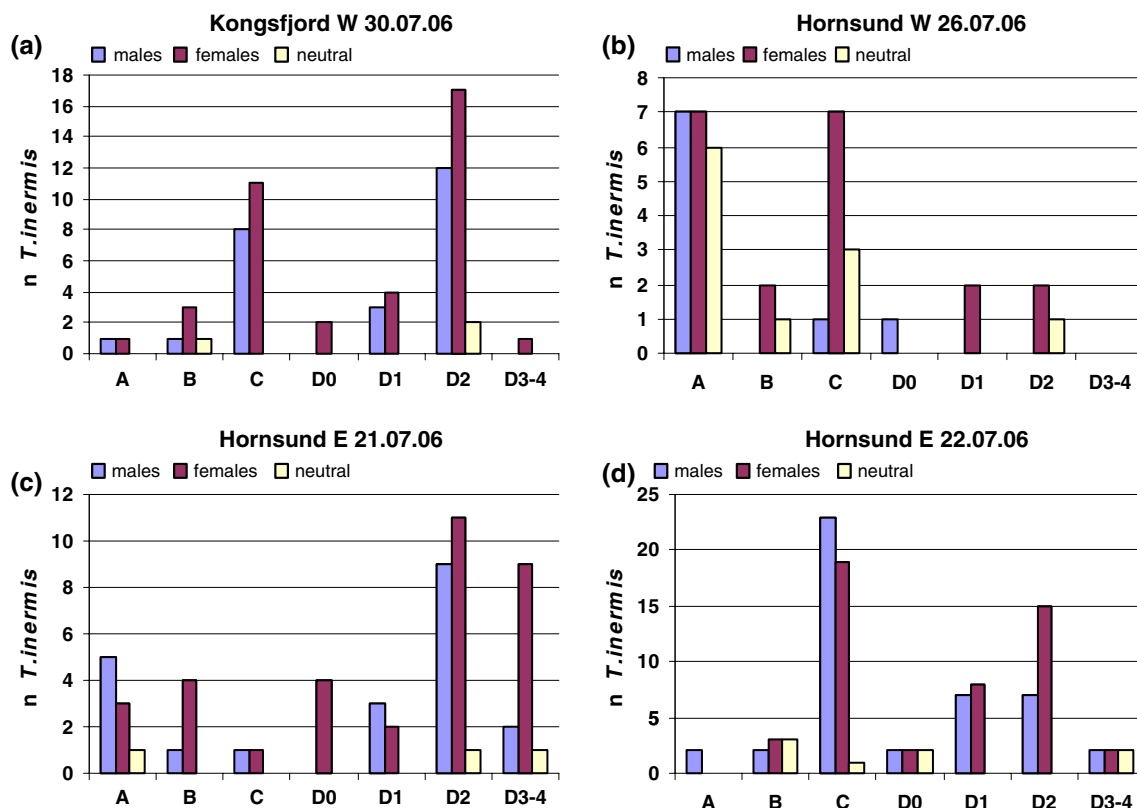 Kongsfjord W 30.07.06
(a)
males females neutral
18
16
14
12
10
8
6
4
2
0
n T.inermis
A B C D0 D1 D2 D3-4
Hornsund W 26.07.06
(b)
males females neutral
8
7
6
5
4
3
2
1
0
n T.inermis
A B C D0 D1 D2 D3-4
Hornsund E 21.07.06
(c)
males females neutral
12
10
8
6
4
2
0
n T.inermis
A B C D0 D1 D2 D3-4
Hornsund E 22.07.06
(d)
males females neutral
25
20
15
10
5
0
n T.inermis
A B C D0 D1 D2 D3-4